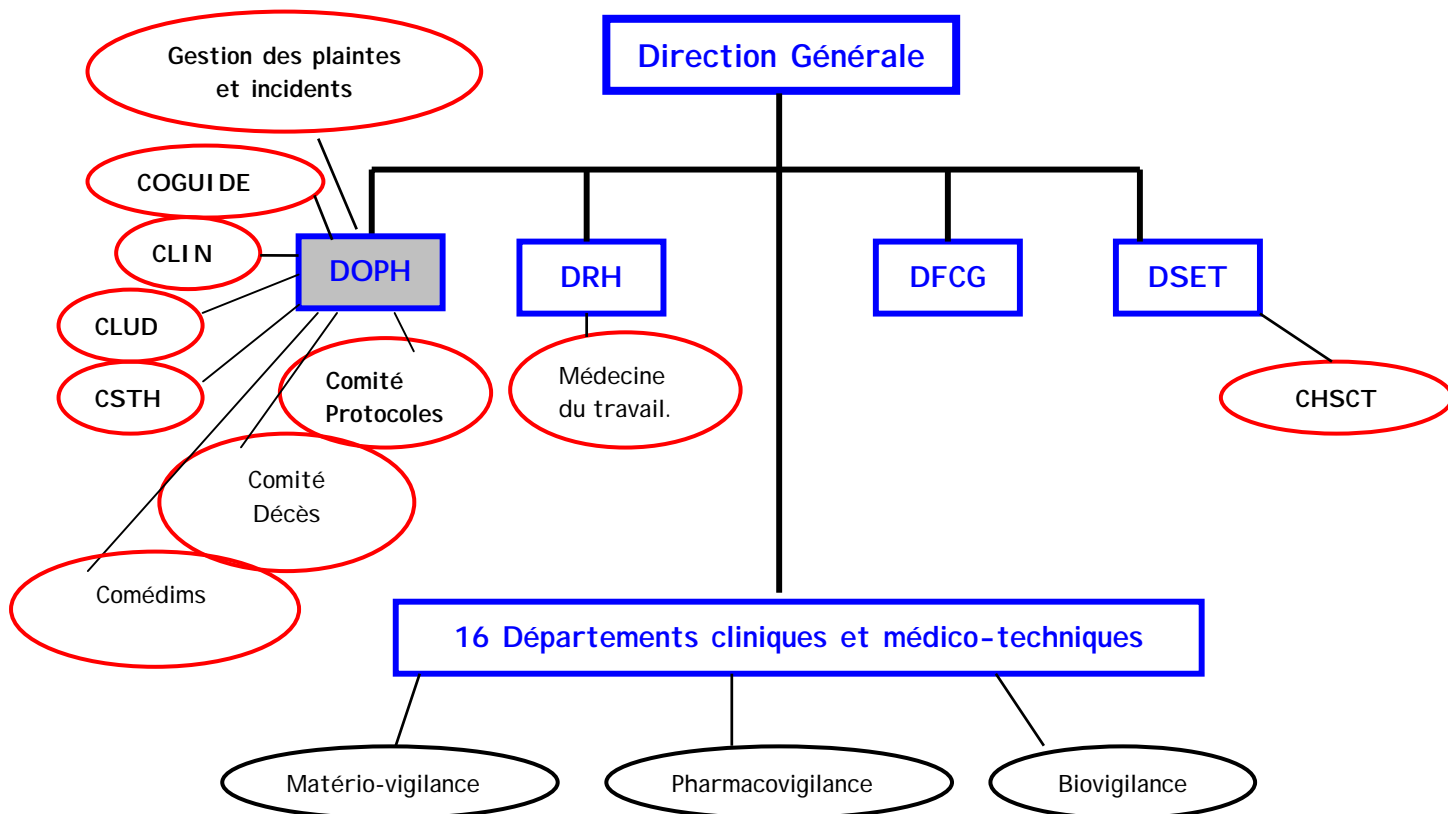 Gestion des plaintes
et incidents
Direction Générale
COGUIDE
CLIN
DOPH
DRH
DFCG
DSET
CLUD
CSTH
Comité
Protocoles
Médecine
du travail.
CHSCT
Comité
Décès
Comédims
16 Départements cliniques et médico-techniques
Matério-vigilance
Pharmacovigilance
Biovigilance